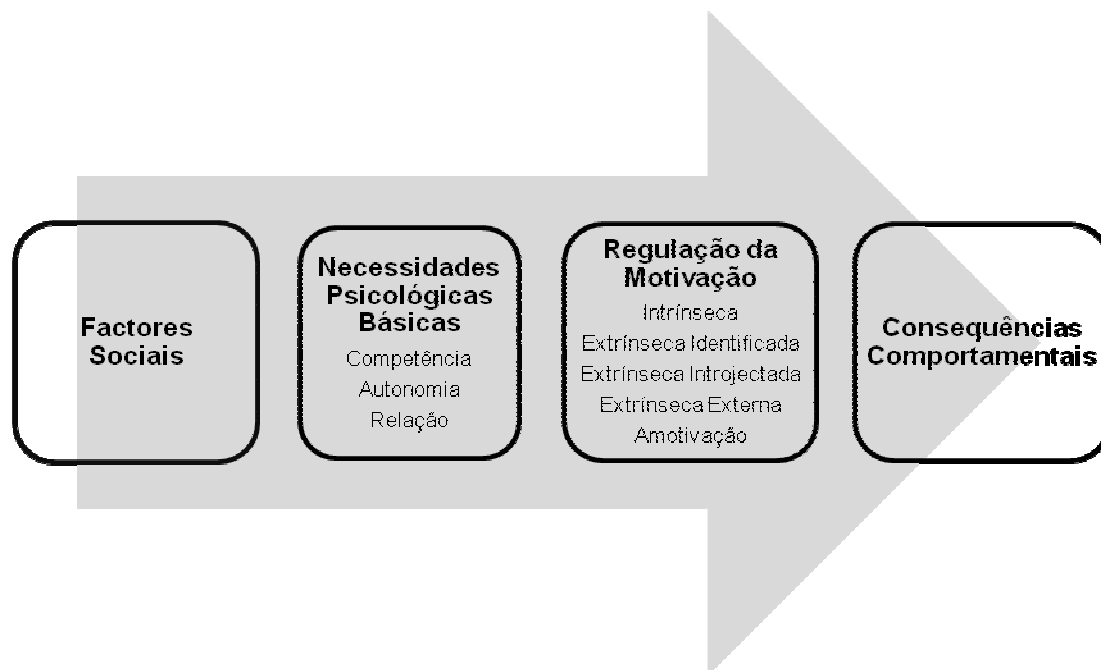 Factores
Sociais
Necessidades
Psicológicas
Básicas
Competência
Autonomia
Relação
Regulação da
Motivação
Intrínseca
Extrínseca Identificada
Extrínseca Introjectada
Extrínseca Externa
Amotivação
Consequências
Comportamentais